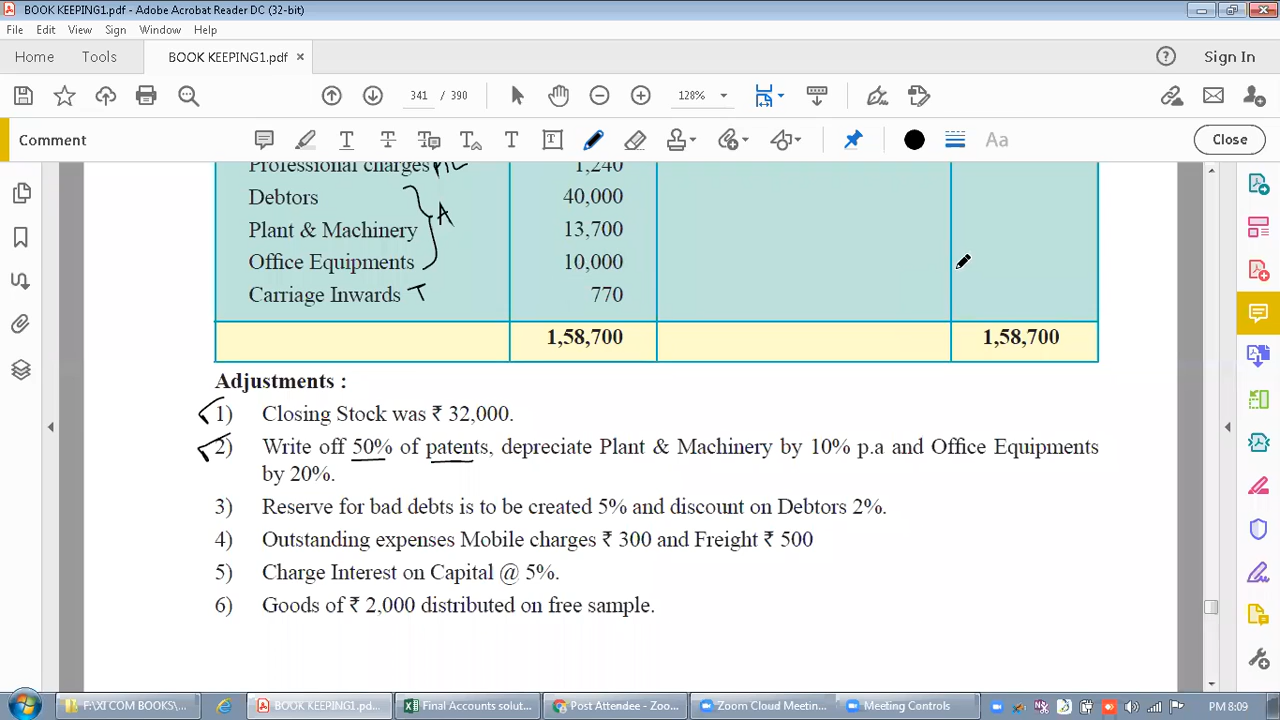 BOOK KEEPING1.pdf - Adobe Acrobat Reader DC (32-bit)
File Edit View Sign Window Help
Home Tools BOOK KEEPING1.pdf × Sign In
341 / 390 128%
Comment Aa Close
Professional charges 1,240
Debtors 40,000
A
Plant & Machinery 13,700
Office Equipments 10,000
Carriage Inwards T 770
1,58,700 1,58,700
Adjustments :
1) Closing Stock was ₹ 32,000.
2) Write off 50% of patents, depreciate Plant & Machinery by 10% p.a and Office Equipments
by 20%.
3) Reserve for bad debts is to be created 5% and discount on Debtors 2%.
4) Outstanding expenses Mobile charges ₹ 300 and Freight ₹ 500
5) Charge Interest on Capital @ 5%.
6) Goods of ₹ 2,000 distributed on free sample.
F:\XI COM BOOKS\... BOOK KEEPING1.pd... Final Accounts solut... Post Attendee - Zoo... Zoom Cloud Meetin... Meeting Controls PM 8:09